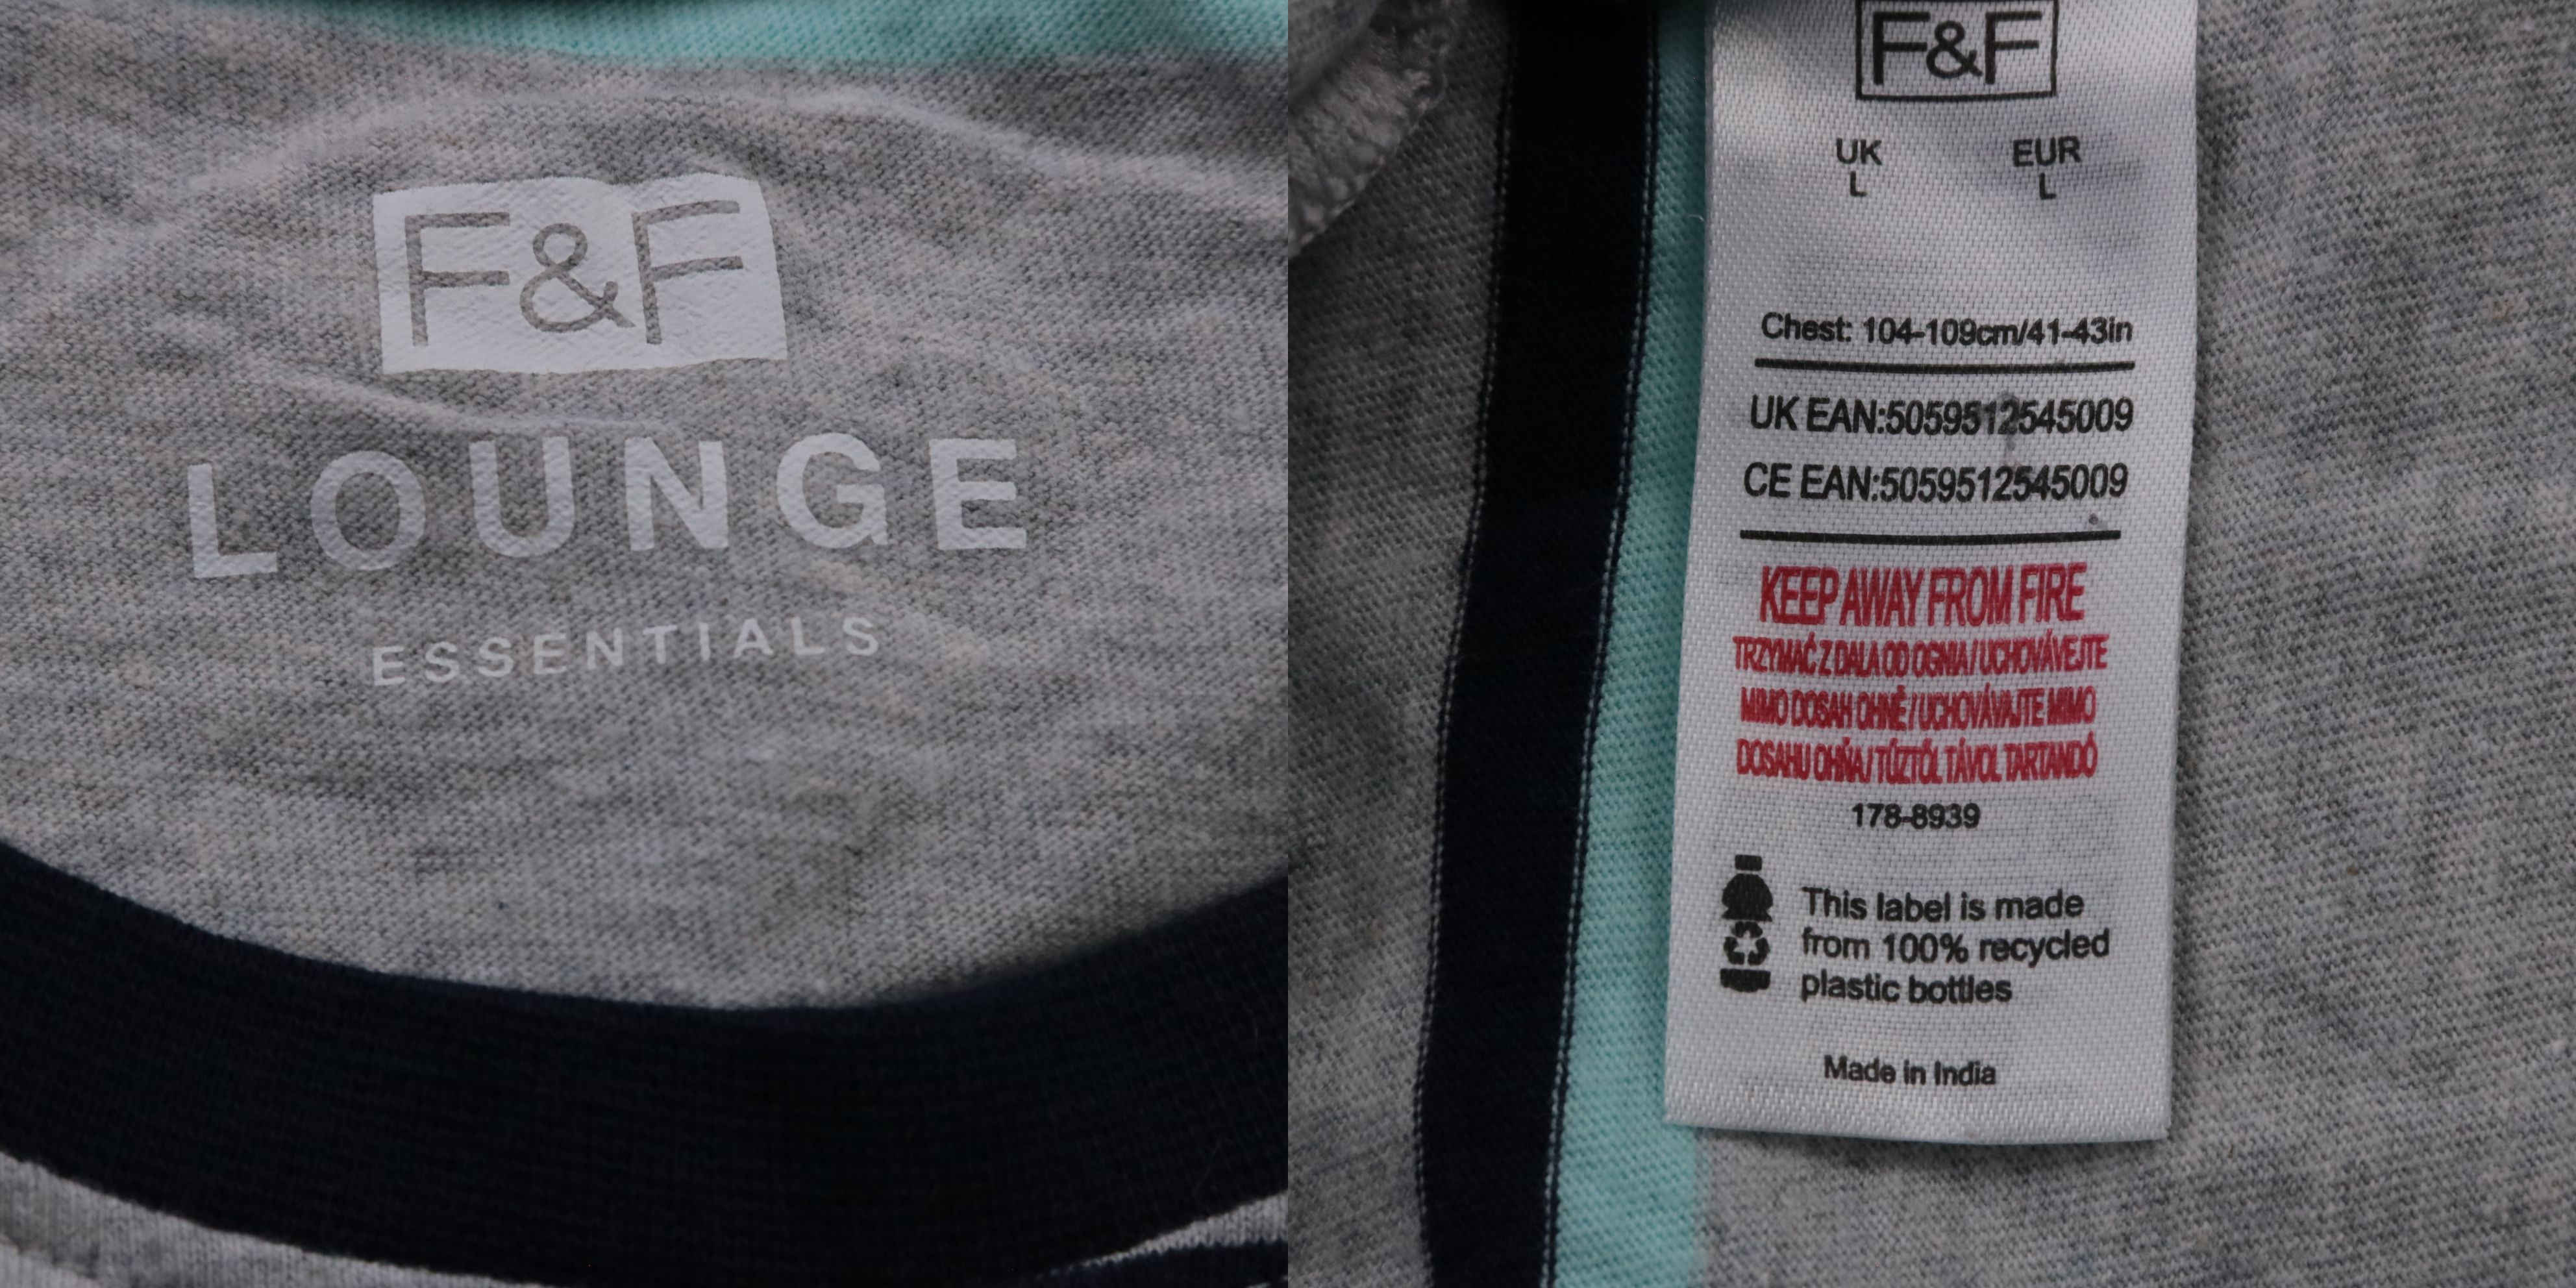 F&F
LOUNGE
ESSENTIALS
F&F
UK EUR
L L
Chest: 104-109cm/41-43in
UK EAN:5059512545009
CE EAN:5059512545009
KEEP AWAY FROM FIRE
TRZYMAĆ Z DALA OD OGNIA/UCHOVÁVEJTE
MIMO DOSAH OHNĚ/UCHOVÁVAJTE MIMO
DOSAHU OHŇA/TŰZTŐL TÁVOL TARTANDÓ
178-8939
This label is made
from 100% recycled
plastic bottles
Made in India